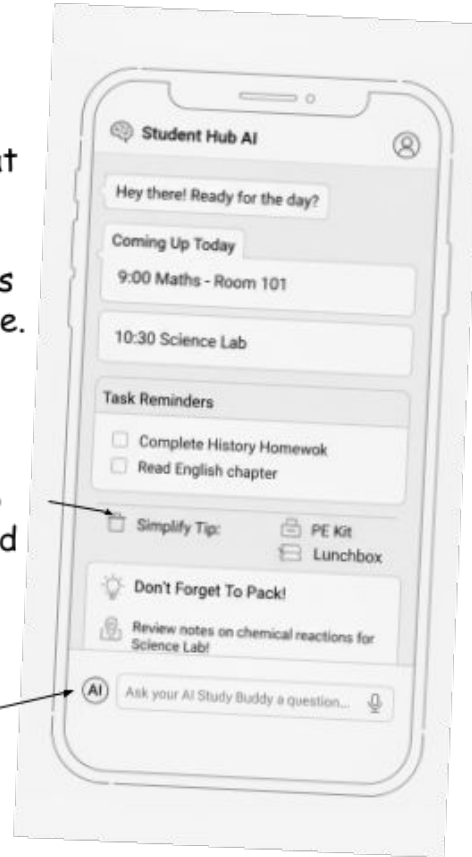 Student Hub AI
Hey there! Ready for the day?
Coming Up Today
9:00 Maths - Room 101
10:30 Science Lab
Task Reminders
Complete History Homewok
Read English chapter
Simplify Tip:
PE Kit
Lunchbox
Don't Forget To Pack!
Review notes on chemical reactions for
Science Lab!
AI
Ask your AI Study Buddy a question...